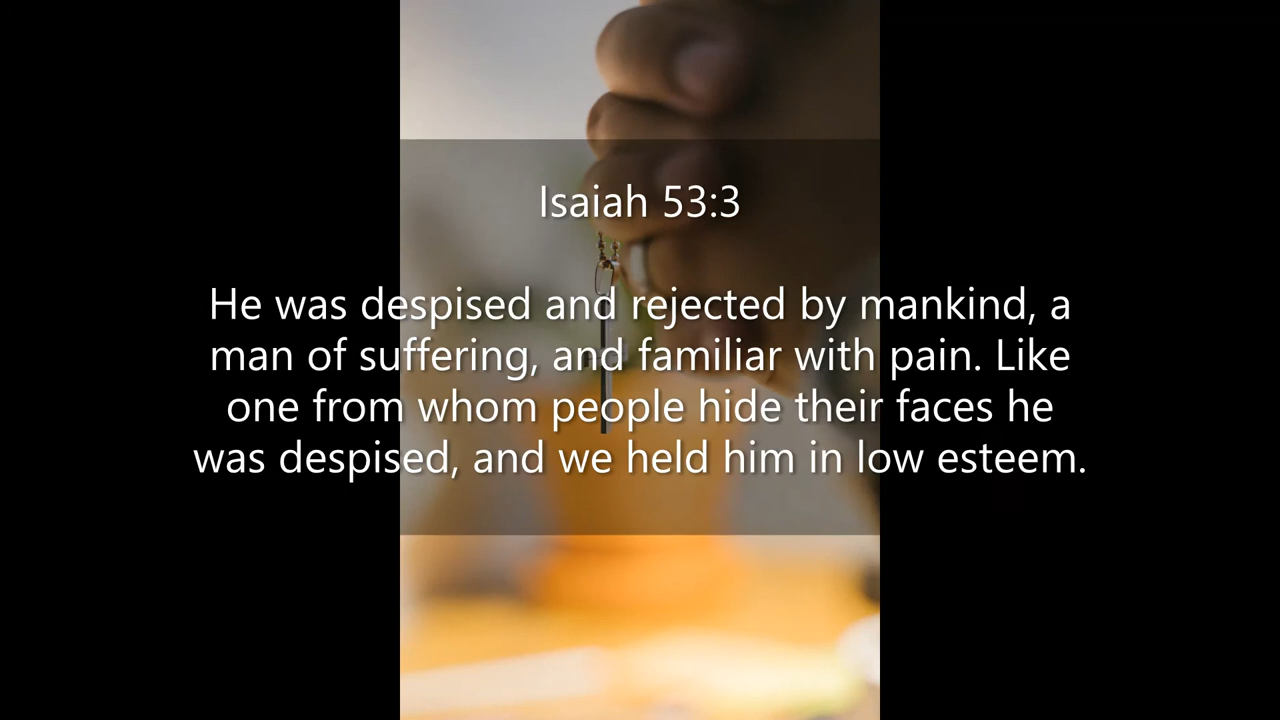 Isaiah 53:3
He was despised and rejected by mankind, a
man of suffering, and familiar with pain. Like
one from whom people hide their faces he
was despised, and we held him in low esteem.